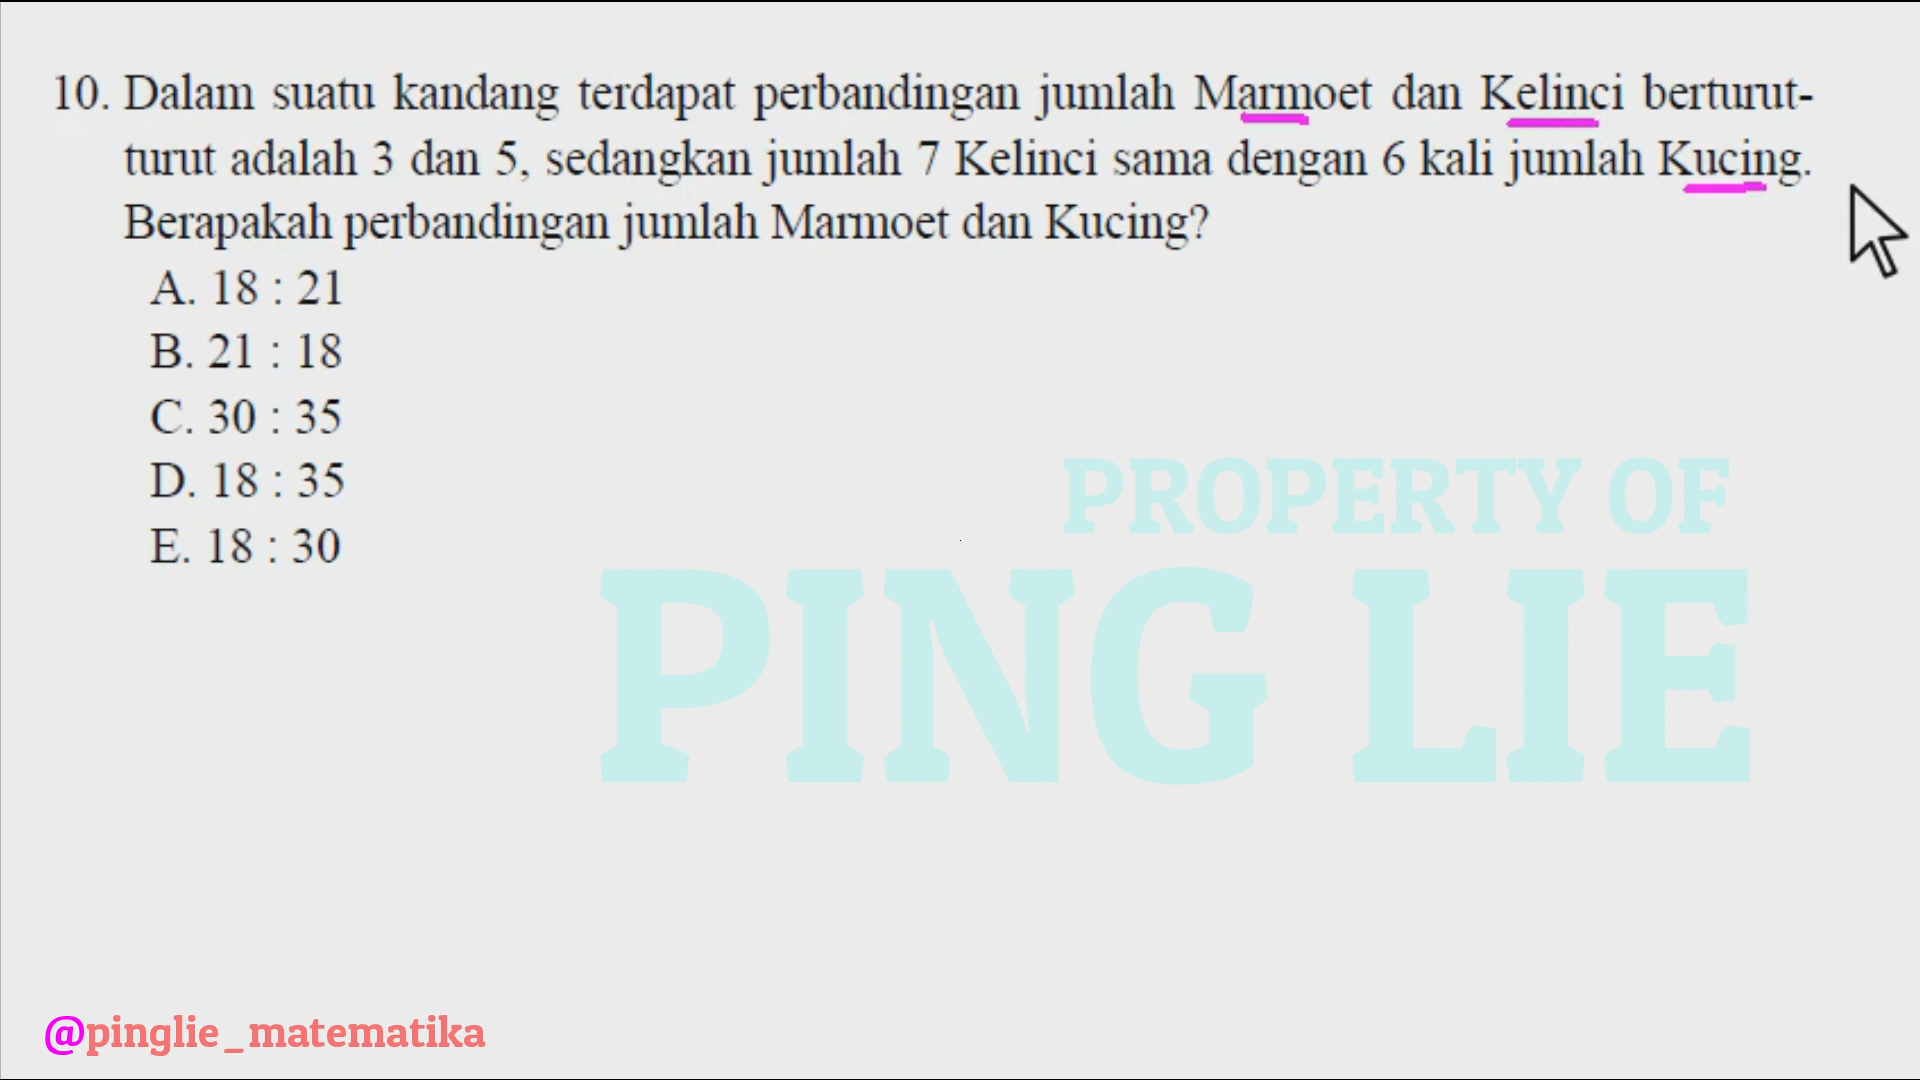 10. Dalam suatu kandang terdapat perbandingan jumlah Marmoet dan Kelinci berturut-
turut adalah 3 dan 5, sedangkan jumlah 7 Kelinci sama dengan 6 kali jumlah Kucing.
Berapakah perbandingan jumlah Marmoet dan Kucing?
A. 18 : 21
B. 21 : 18
C. 30 : 35
D. 18 : 35
E. 18 : 30
PROPERTY OF
PING LIE
@pinglie_matematika